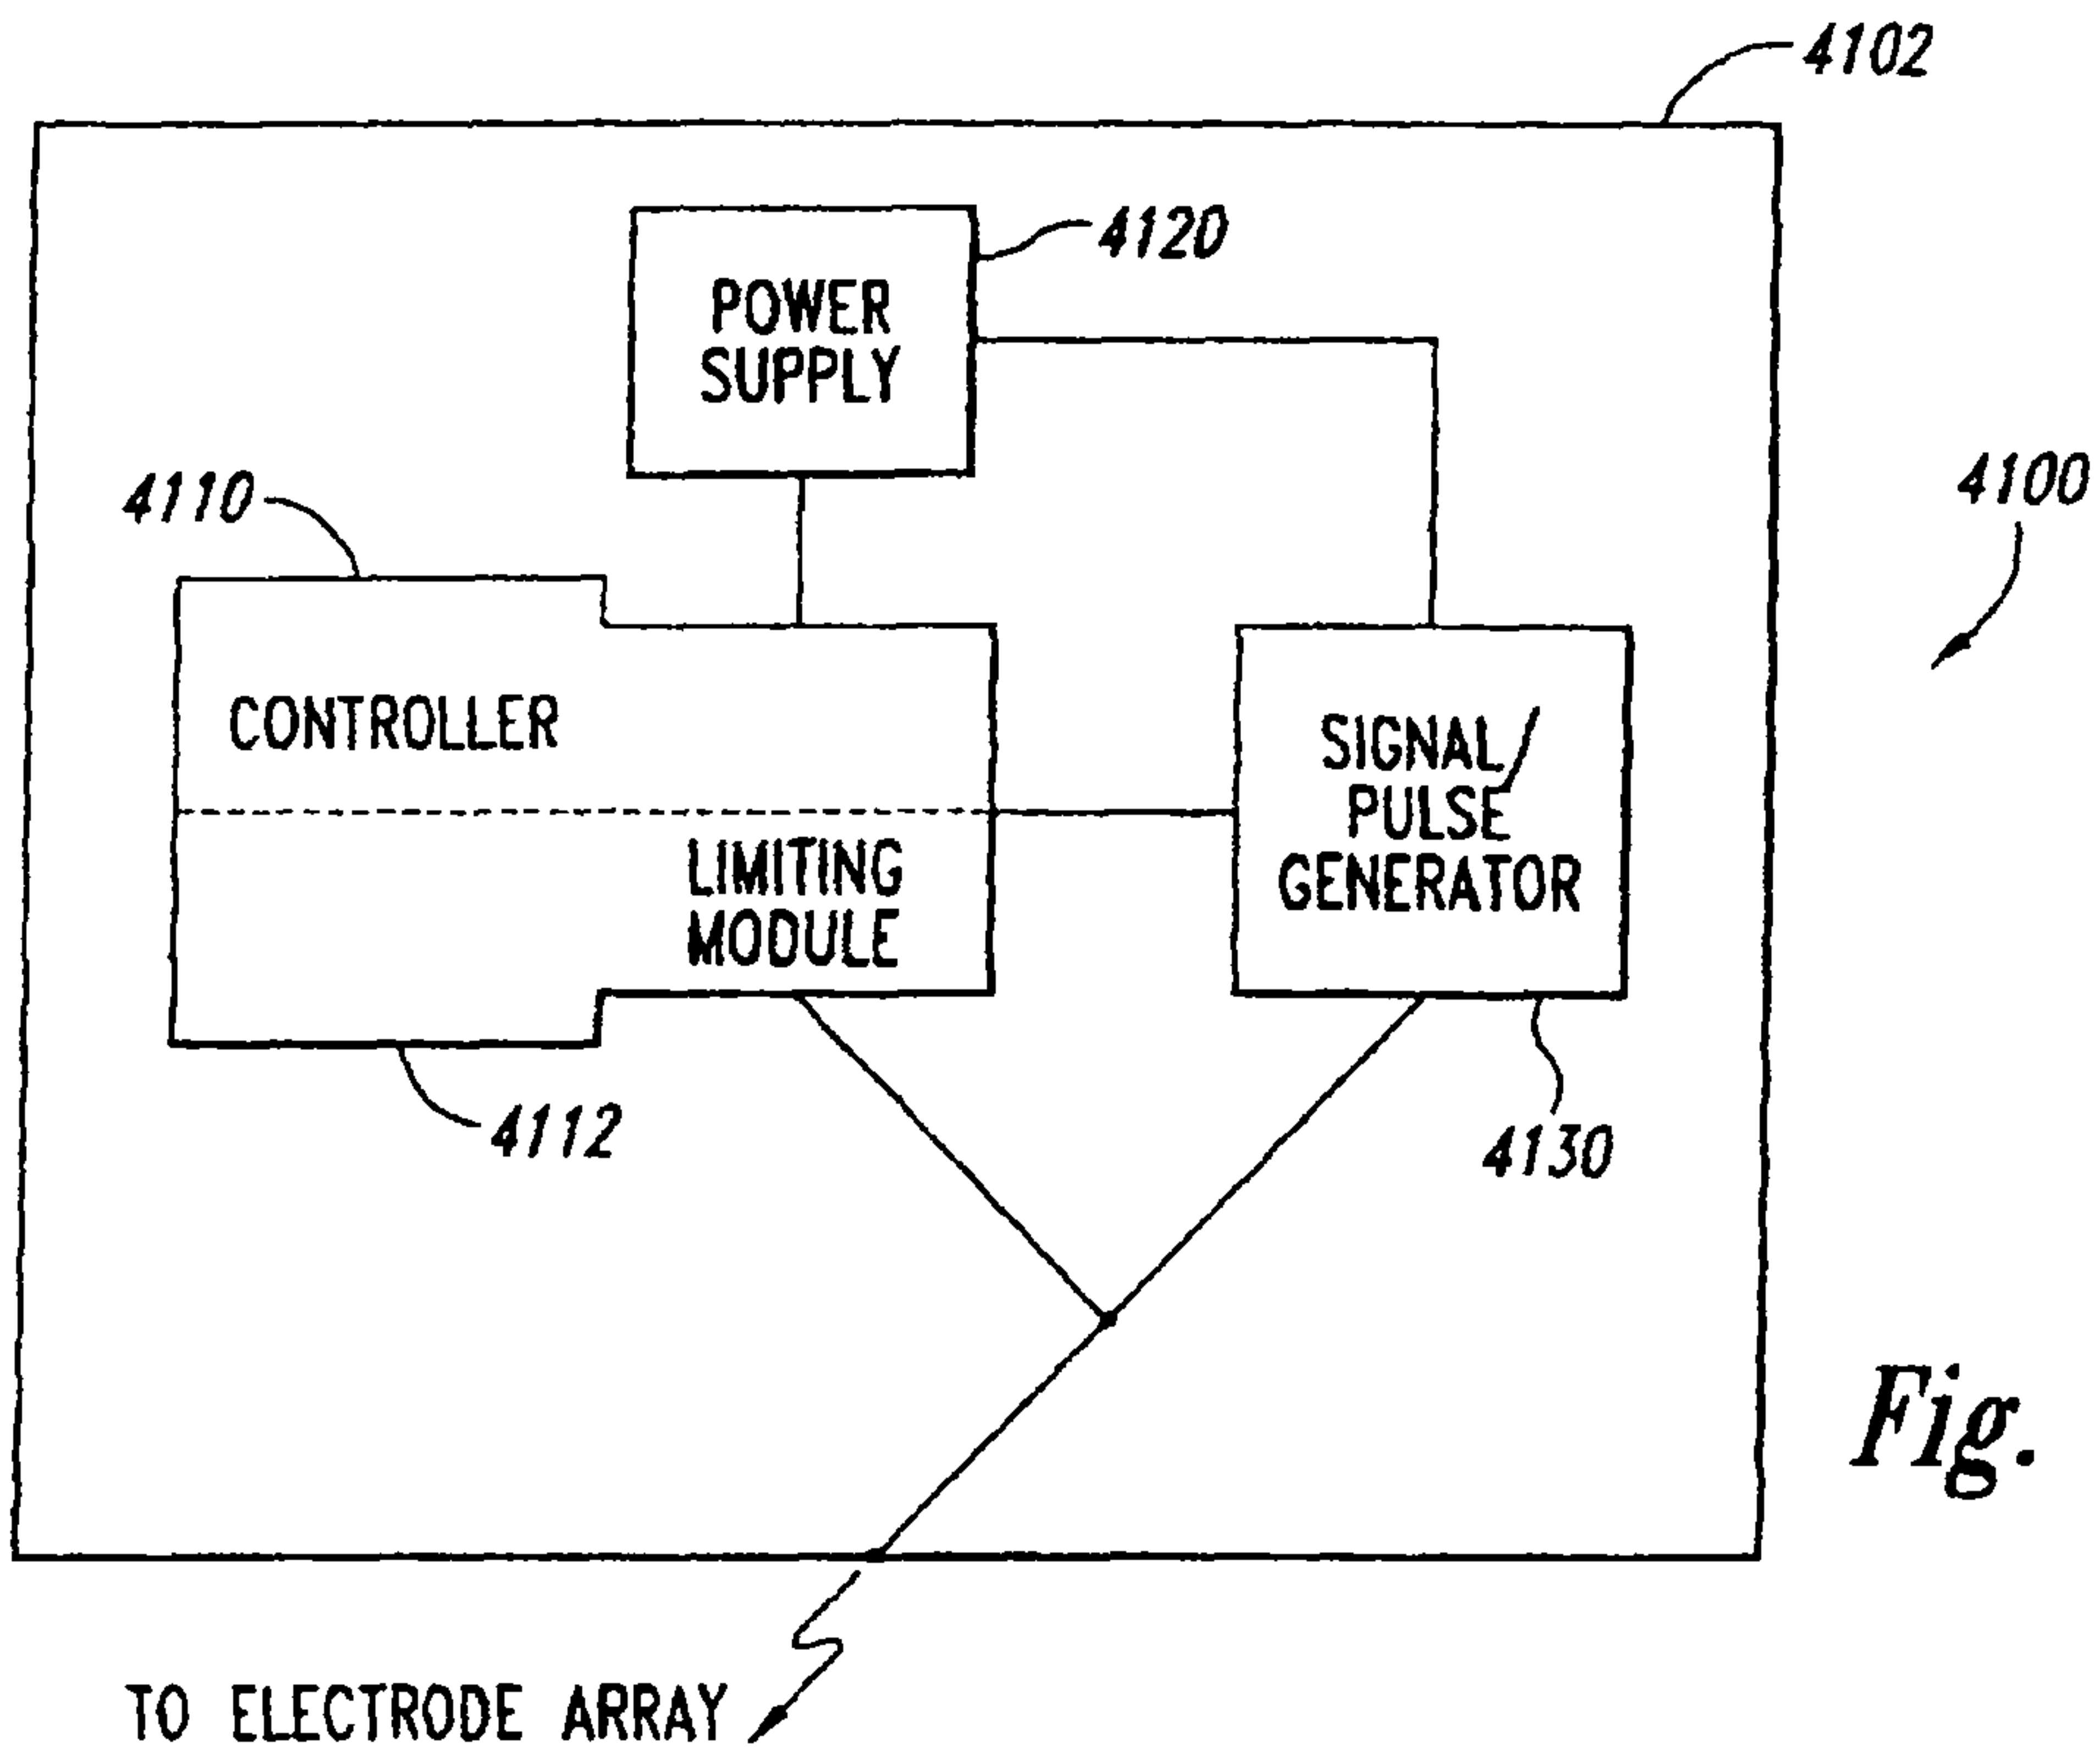 4102
4120
POWER
SUPPLY
4110
4100
CONTROLLER
SIGNAL/
PULSE
GENERATOR
LIMITING
MODULE
4112
4130
Fig.
TO ELECTRODE ARRAY